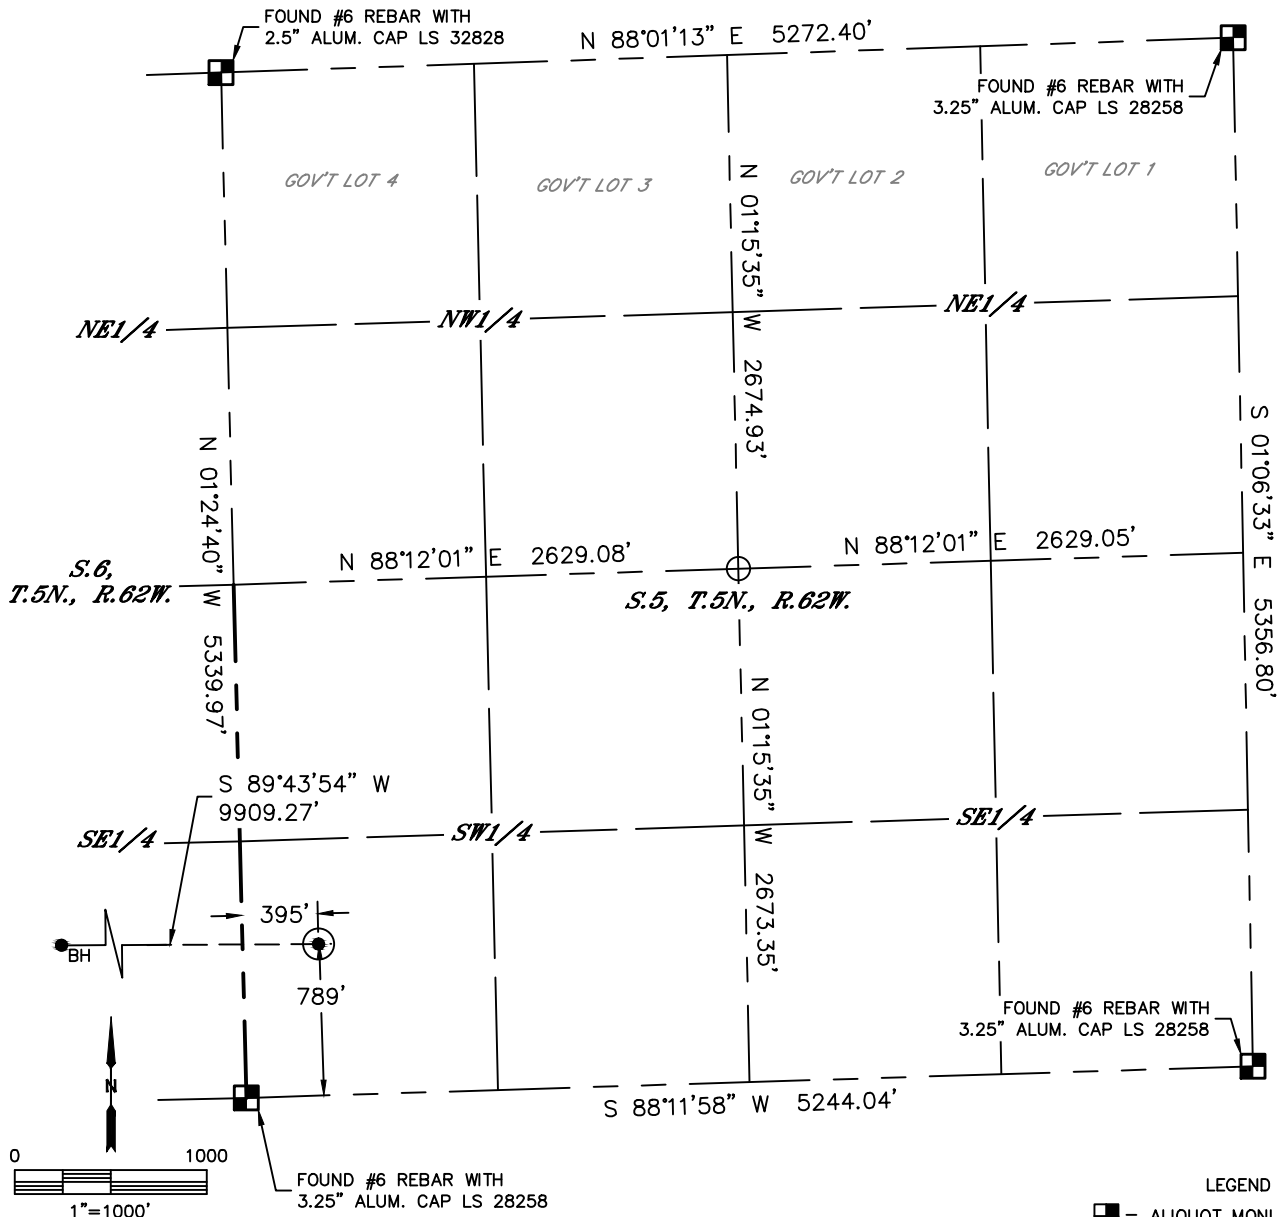 FOUND #6 REBAR WITH
2.5" ALUM. CAP LS 32828
N 88°01'13" E 5272.40'
FOUND #6 REBAR WITH
3.25" ALUM. CAP LS 28258
GOV'T LOT 4
GOV'T LOT 3
GOV'T LOT 2
GOV'T LOT 1
N 01°15'35" W 2674.93'
NE1/4
NW1/4
NE1/4
N 01°24'40" W 5339.97'
S 01°06'33" E 5356.80'
N 88°12'01" E 2629.08'
N 88°12'01" E 2629.05'
S.6,
T.5N., R.62W.
S.5, T.5N., R.62W.
N 01°15'35" W 2673.35'
S 89°43'54" W
9909.27'
SE1/4
SW1/4
SE1/4
395'
BH
789'
FOUND #6 REBAR WITH
3.25" ALUM. CAP LS 28258
N
S 88°11'58" W 5244.04'
0 1000
1"=1000'
FOUND #6 REBAR WITH
3.25" ALUM. CAP LS 28258
LEGEND
= ALIQUOT